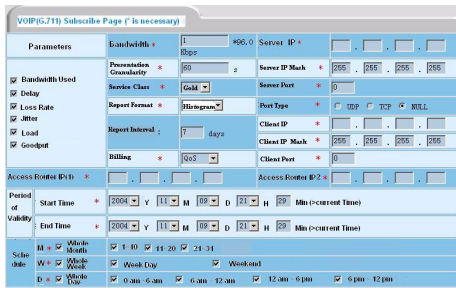 VOIP(G.711) Subscribe Page (* is necessary)
Parameters
Bandwidth Used
Delay
Loss Rate
Jitter
Load
Goodput
Bandwidth * 1 *96.0 Kbps
Server IP * . . .
Presentation Granularity * 60 s
Server IP Mark * 255 . 255 . 255 . 255
Service Class * Gold
Server Port * 0
Report Format * Histogram
Port Type * UDP TCP NULL
Report Interval : 7 days
Client IP * . . .
Client IP Mark * 255 . 255 . 255 . 255
Billing * QoS
Client Port * 0
Access Router IP(1) * . . .
Access Router IP2 * . . .
Period of Validity
Start Time * 2004 Y 11 M 09 D 21 H 29 Min (>current Time)
End Time * 2004 Y 11 M 09 D 21 H 29 Min (>current Time)
Sche dule
M * Whole Month 1-10 11-20 21-31
W * Whole Week Week Day Weekend
D * Whole Day 0 am - 6 am 6 am - 12 am 12 am - 6 pm 6 pm - 12 pm